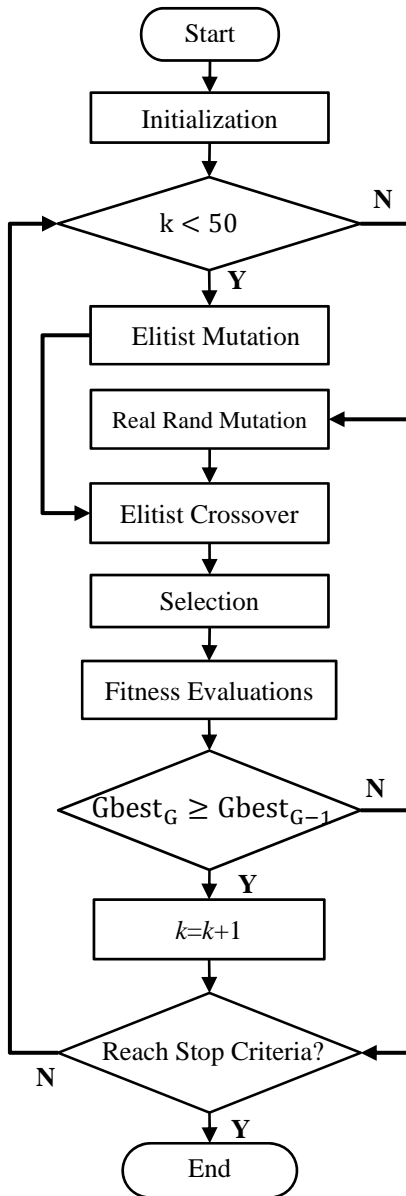 Start
Initialization
k < 50
N
Y
Elitist Mutation
Real Rand Mutation
Elitist Crossover
Selection
Fitness Evaluations
Gbest_G ≥ Gbest_{G−1}
N
Y
k=k+1
Reach Stop Criteria?
N
Y
End